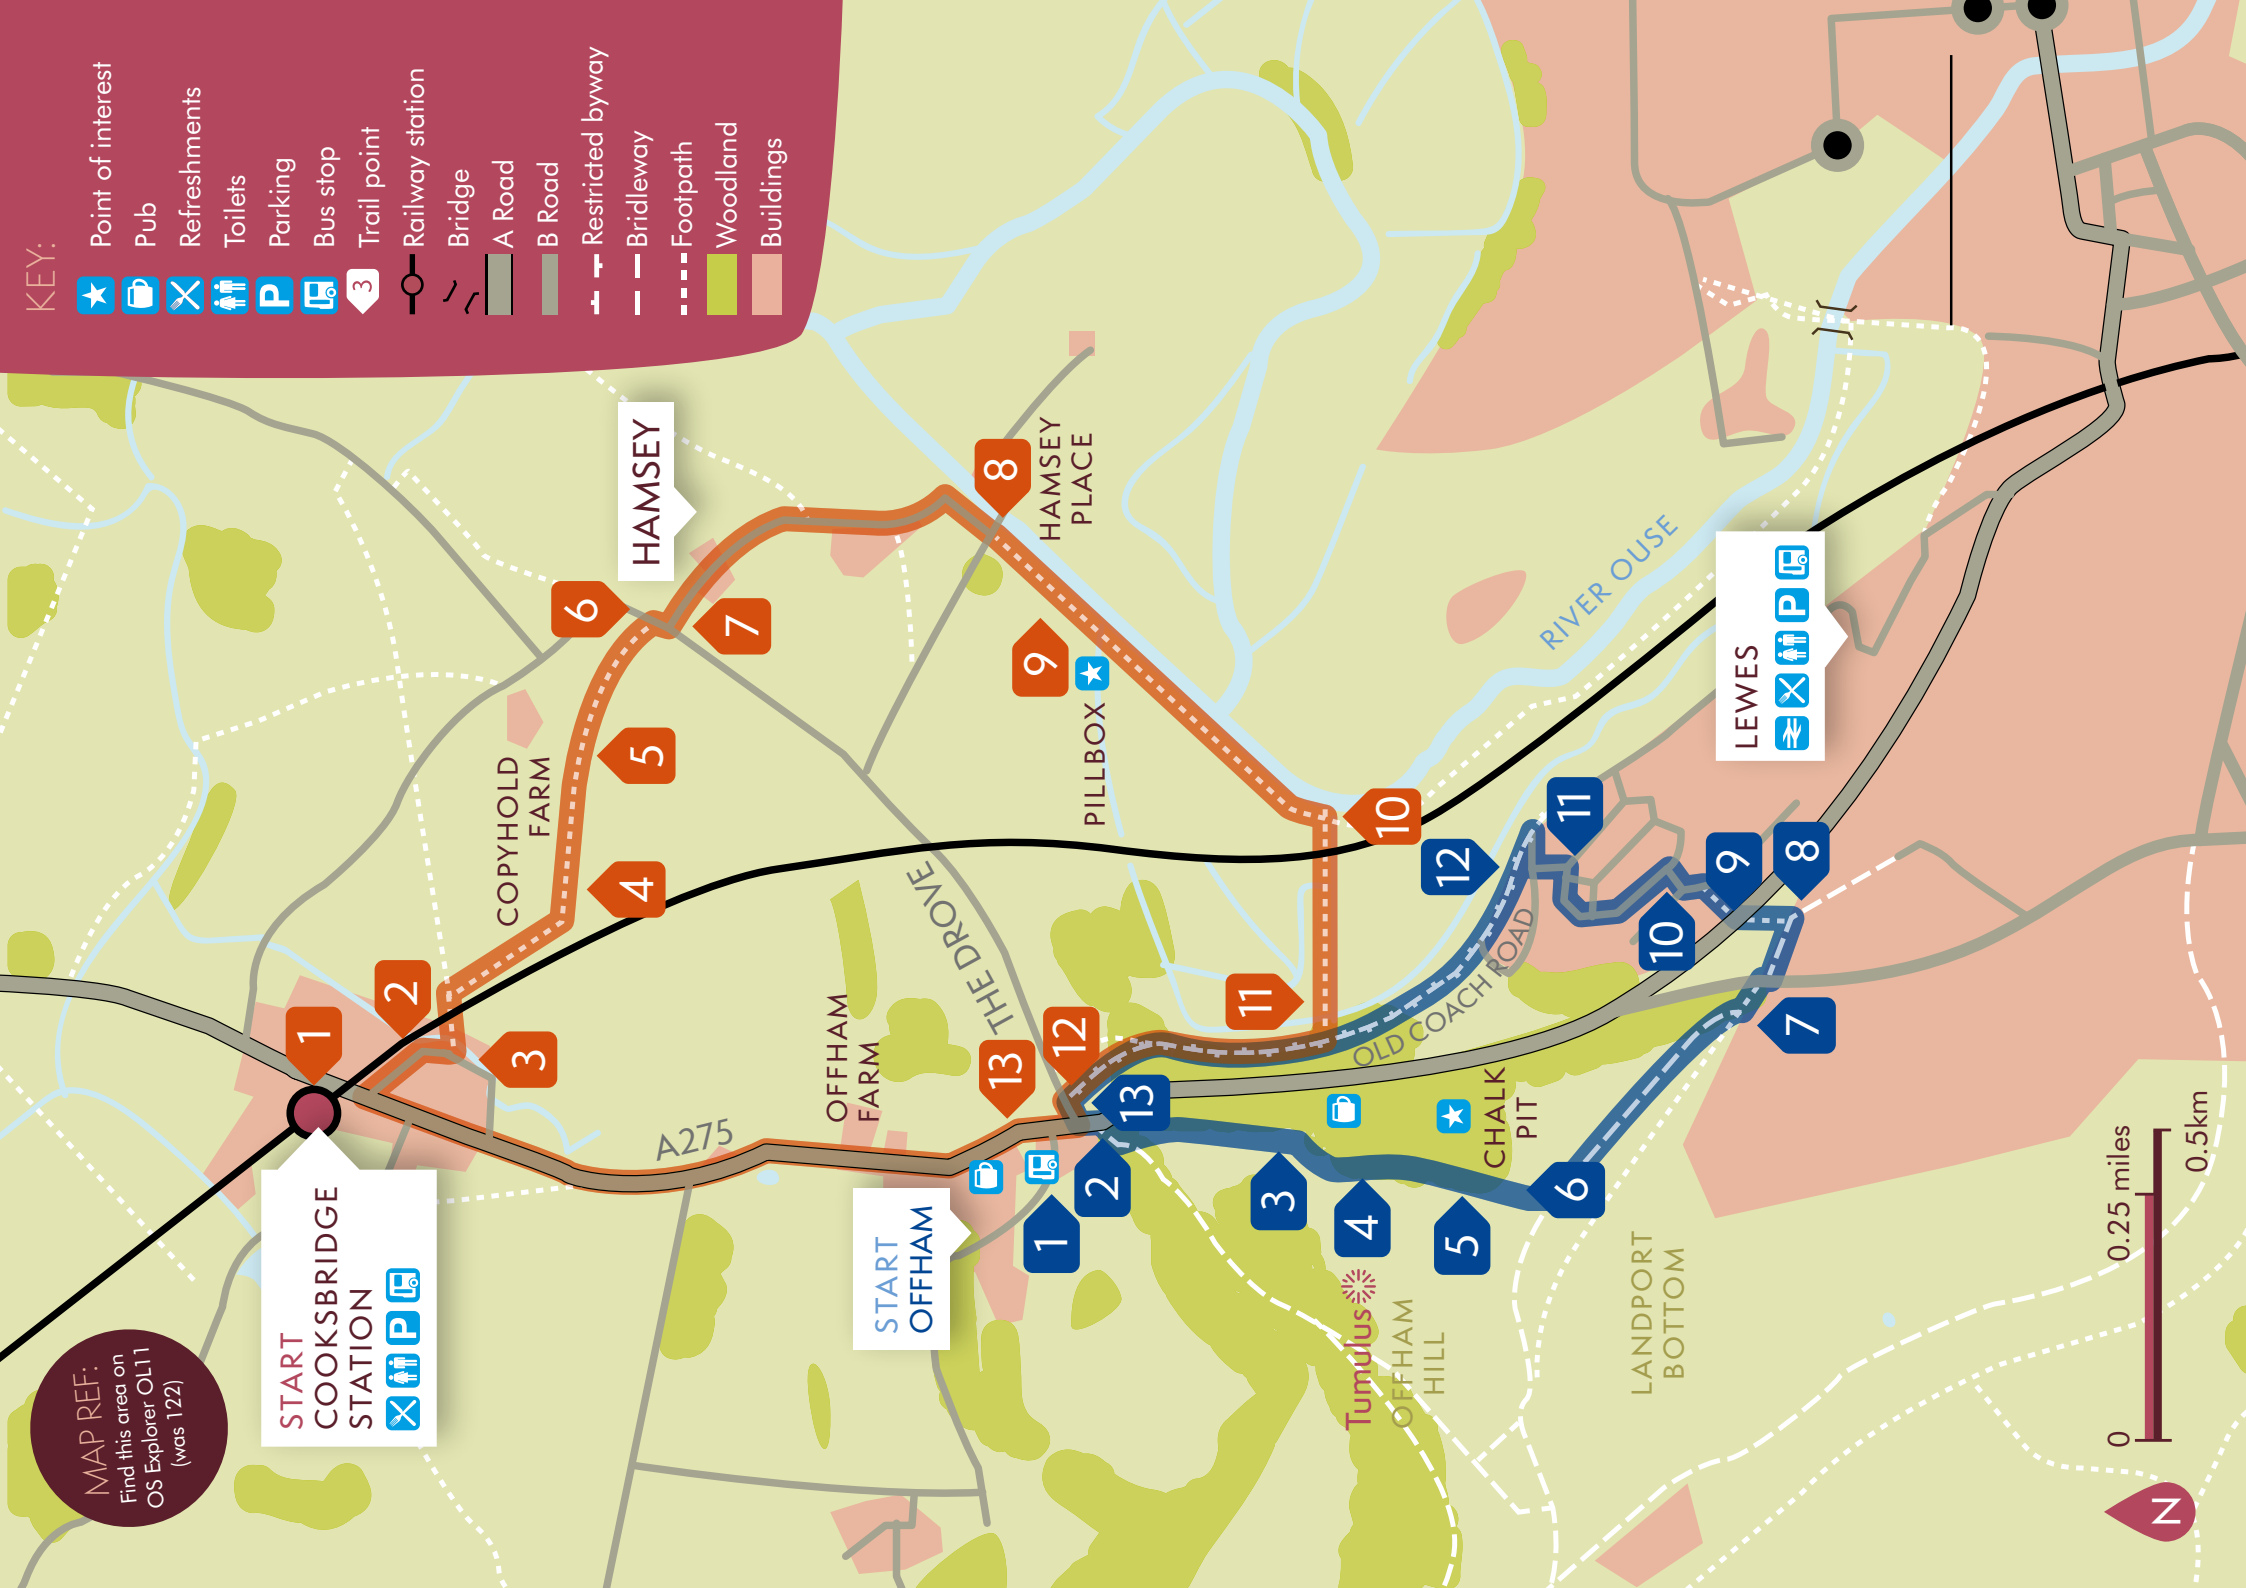 KEY:
Point of interest
Pub
Refreshments
Toilets
P
Parking
Bus stop
3
Trail point
Railway station
Bridge
A Road
B Road
Restricted byway
Bridleway
Footpath
Woodland
Buildings
MAP REF:
Find this area on
OS Explorer OL11
(was 122)
START
COOKSBRIDGE
STATION
P
START
OFFHAM
HAMSEY
LEWES
P
COPYHOLD
FARM
HAMSEY
PLACE
PILLBOX
RIVER OUSE
THE DROVE
OFFHAM
FARM
A275
OLD COACH ROAD
CHALK
PIT
Tumulus
OFFHAM
HILL
LANDPORT
BOTTOM
1
2
3
4
5
6
7
8
9
10
11
12
13
1
2
3
4
5
6
7
8
9
10
11
12
13
0
0.25 miles
0.5km
N